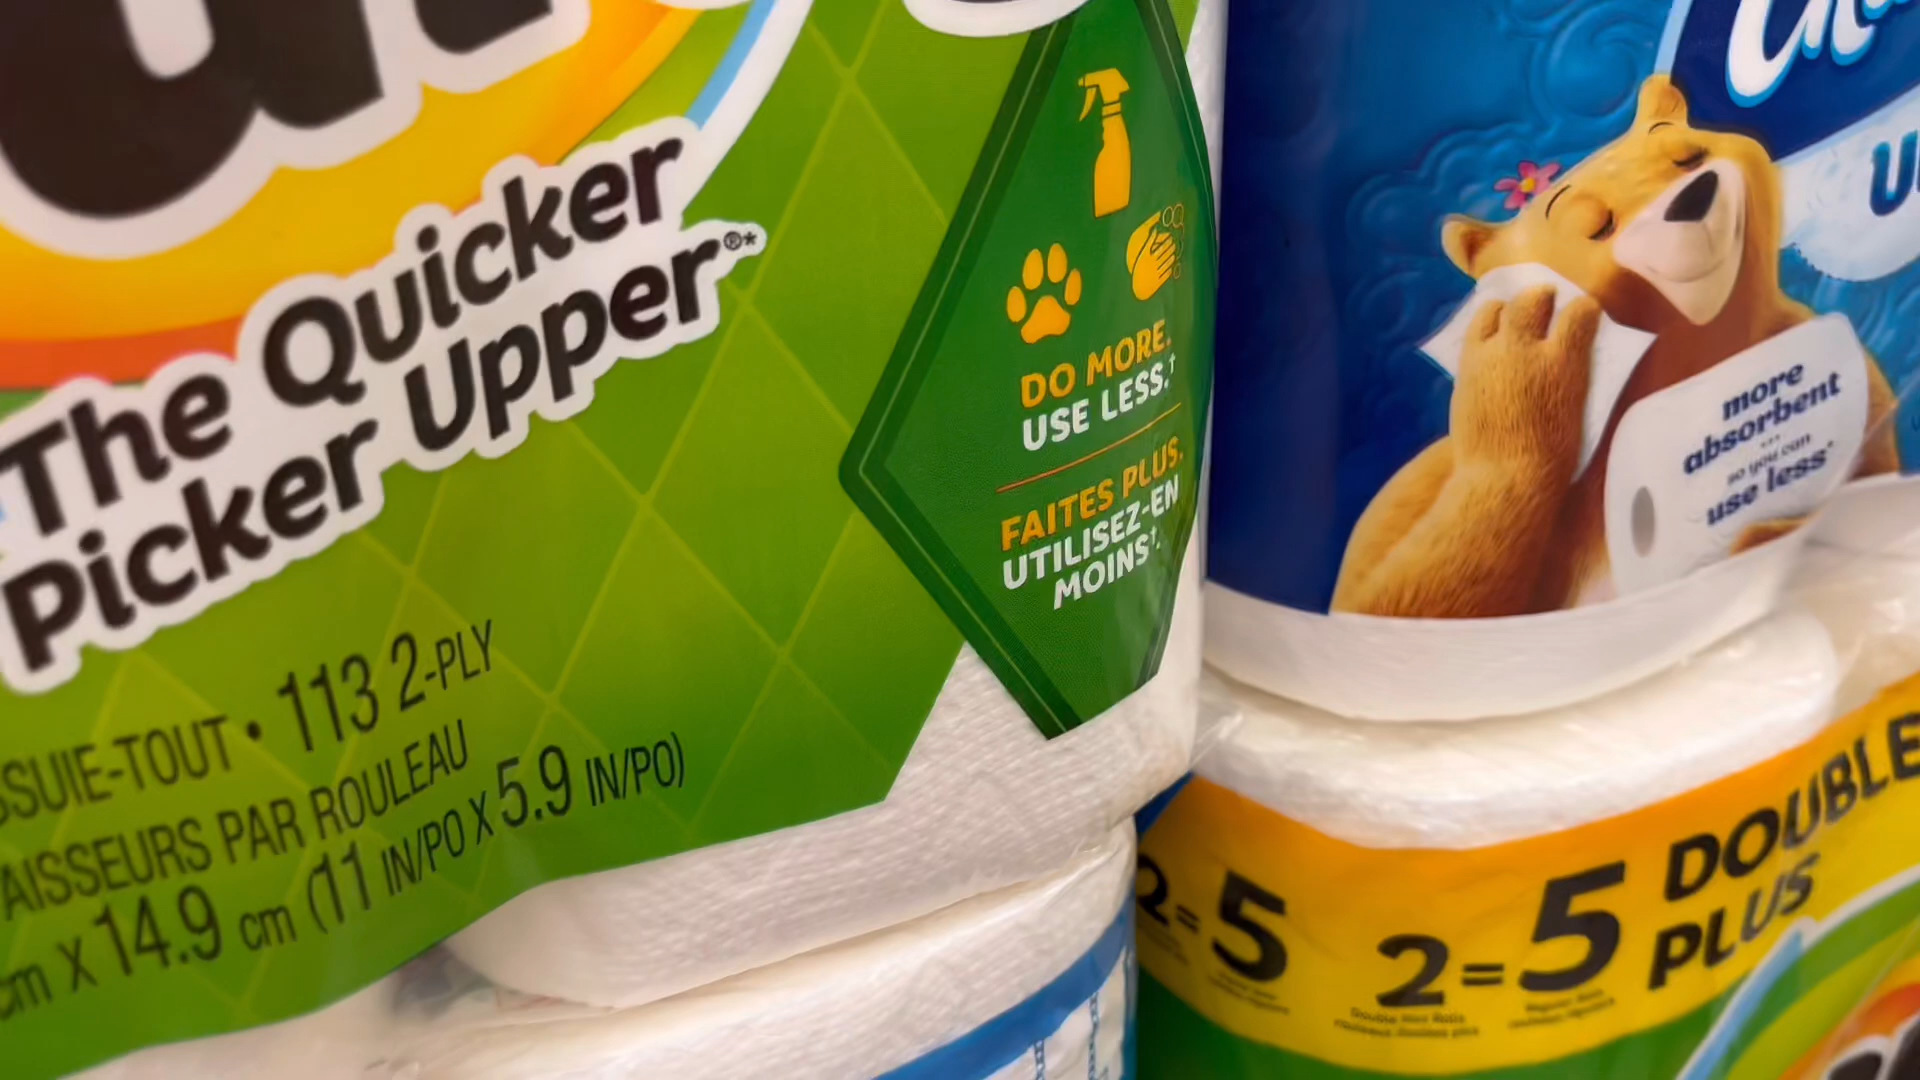 The Quicker
Picker Upper®*
SSUIE-TOUT • 113 2-PLY
AISSEURS PAR ROULEAU
cm x 14.9 cm (11 IN/PO X 5.9 IN/PO)
DO MORE.
USE LESS.†
FAITES PLUS.
UTILISEZ-EN
MOINS†.
more
absorbent
so you can
use less*
2=5
2=5 DOUBLE
PLUS